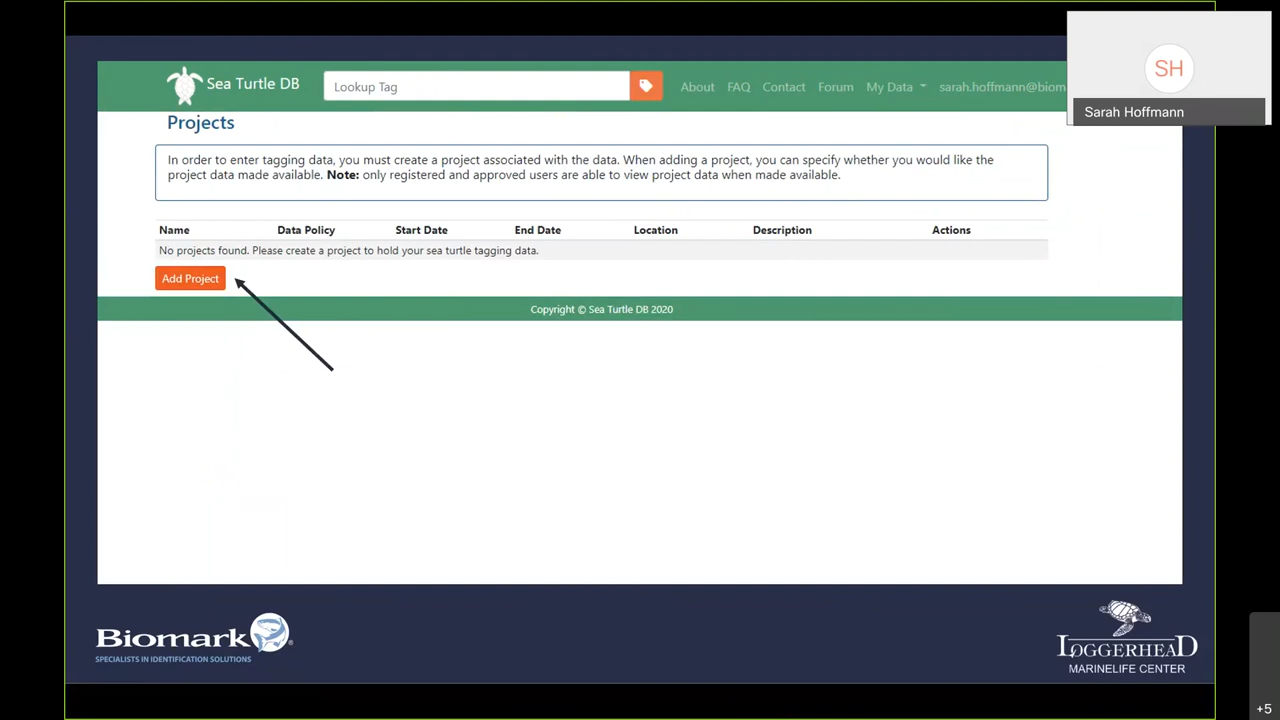 Sea Turtle DB
Lookup Tag
About FAQ Contact Forum My Data sarah.hoffmann@biom
SH
Sarah Hoffmann
Projects
In order to enter tagging data, you must create a project associated with the data. When adding a project, you can specify whether you would like the
project data made available. Note: only registered and approved users are able to view project data when made available.
Name Data Policy Start Date End Date Location Description Actions
No projects found. Please create a project to hold your sea turtle tagging data.
Add Project
Copyright © Sea Turtle DB 2020
Biomark®
SPECIALISTS IN IDENTIFICATION SOLUTIONS
LOGGERHEAD
MARINELIFE CENTER
+5